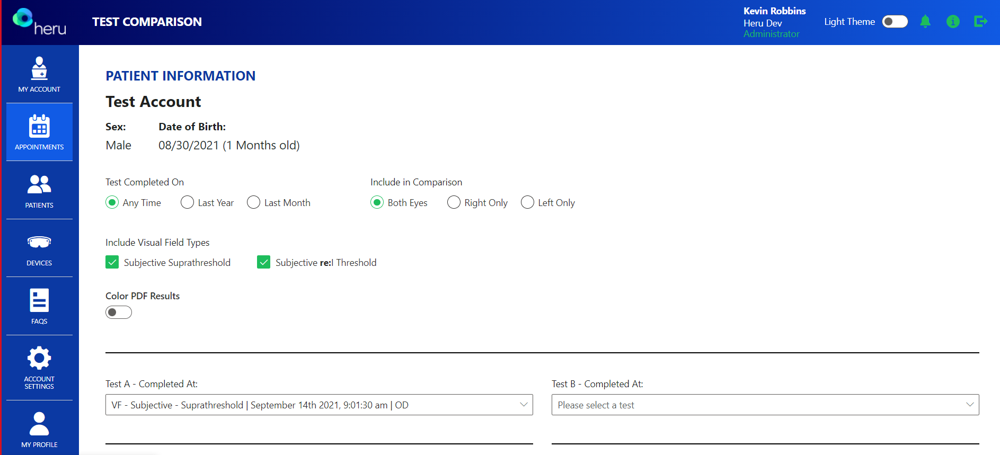 heru
TEST COMPARISON
Kevin Robbins
Heru Dev
Administrator
Light Theme
MY ACCOUNT
APPOINTMENTS
PATIENTS
DEVICES
FAQS
ACCOUNT
SETTINGS
MY PROFILE
PATIENT INFORMATION
Test Account
Sex: Date of Birth:
Male 08/30/2021 (1 Months old)
Test Completed On Include in Comparison
Any Time Last Year Last Month Both Eyes Right Only Left Only
Include Visual Field Types
Subjective Suprathreshold Subjective re:I Threshold
Color PDF Results
Test A - Completed At: Test B - Completed At:
VF - Subjective - Suprathreshold | September 14th 2021, 9:01:30 am | OD Please select a test